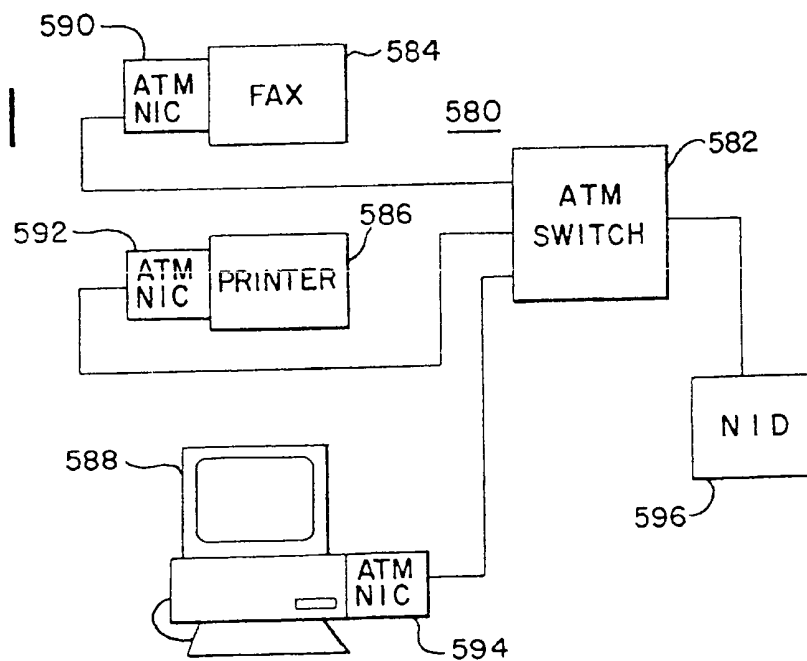 590
584
ATM
NIC
FAX
580
582
ATM
SWITCH
592
586
ATM
NIC
PRINTER
NID
588
596
ATM
NIC
594